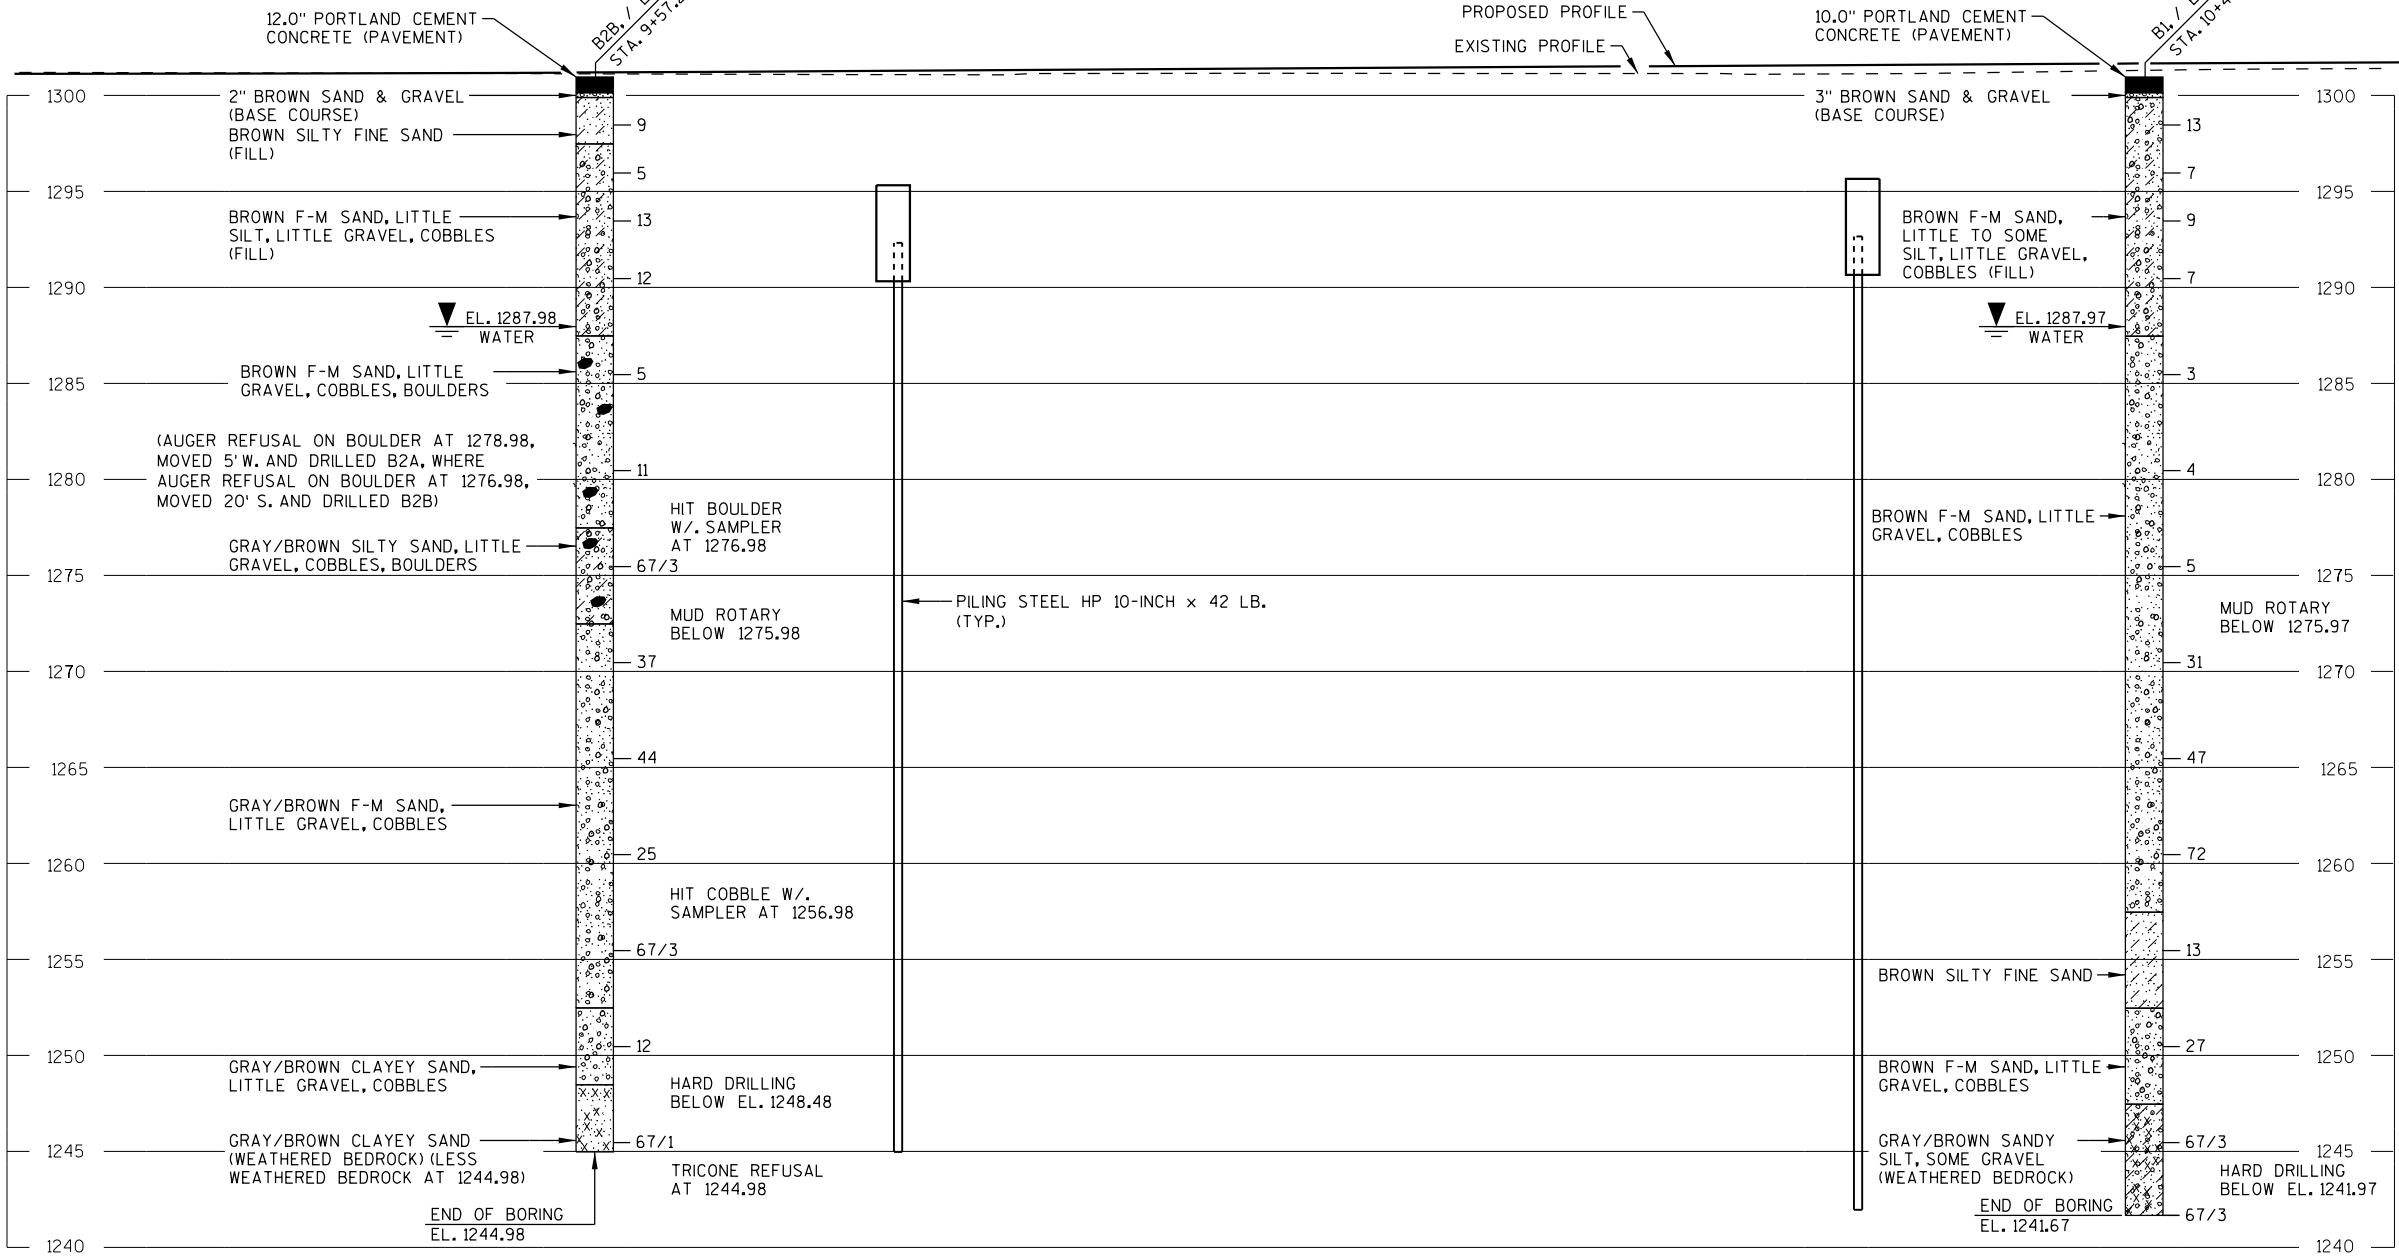 12.0" PORTLAND CEMENT
CONCRETE (PAVEMENT)
B2B, /
STA. 9+57.
PROPOSED PROFILE
EXISTING PROFILE
10.0" PORTLAND CEMENT
CONCRETE (PAVEMENT)
B1, /
STA. 10+4
1300
1295
1290
1285
1280
1275
1270
1265
1260
1255
1250
1245
1240
2" BROWN SAND & GRAVEL
(BASE COURSE)
BROWN SILTY FINE SAND
(FILL)
BROWN F-M SAND, LITTLE
SILT, LITTLE GRAVEL, COBBLES
(FILL)
EL. 1287.98
WATER
BROWN F-M SAND, LITTLE
GRAVEL, COBBLES, BOULDERS
(AUGER REFUSAL ON BOULDER AT 1278.98,
MOVED 5' W. AND DRILLED B2A, WHERE
AUGER REFUSAL ON BOULDER AT 1276.98,
MOVED 20' S. AND DRILLED B2B)
GRAY/BROWN SILTY SAND, LITTLE
GRAVEL, COBBLES, BOULDERS
GRAY/BROWN F-M SAND,
LITTLE GRAVEL, COBBLES
GRAY/BROWN CLAYEY SAND,
LITTLE GRAVEL, COBBLES
GRAY/BROWN CLAYEY SAND
(WEATHERED BEDROCK) (LESS
WEATHERED BEDROCK AT 1244.98)
END OF BORING
EL. 1244.98
9
5
13
12
5
11
67/3
37
44
25
67/3
12
67/1
HIT BOULDER
W/. SAMPLER
AT 1276.98
MUD ROTARY
BELOW 1275.98
HIT COBBLE W/.
SAMPLER AT 1256.98
HARD DRILLING
BELOW EL. 1248.48
TRICONE REFUSAL
AT 1244.98
PILING STEEL HP 10-INCH x 42 LB.
(TYP.)
3" BROWN SAND & GRAVEL
(BASE COURSE)
BROWN F-M SAND,
LITTLE TO SOME
SILT, LITTLE GRAVEL,
COBBLES (FILL)
EL. 1287.97
WATER
BROWN F-M SAND, LITTLE
GRAVEL, COBBLES
BROWN SILTY FINE SAND
BROWN F-M SAND, LITTLE
GRAVEL, COBBLES
GRAY/BROWN SANDY
SILT, SOME GRAVEL
(WEATHERED BEDROCK)
END OF BORING
EL. 1241.67
13
7
9
7
3
4
5
31
47
72
13
27
67/3
67/3
MUD ROTARY
BELOW 1275.97
HARD DRILLING
BELOW EL. 1241.97
1300
1295
1290
1285
1280
1275
1270
1265
1260
1255
1250
1245
1240